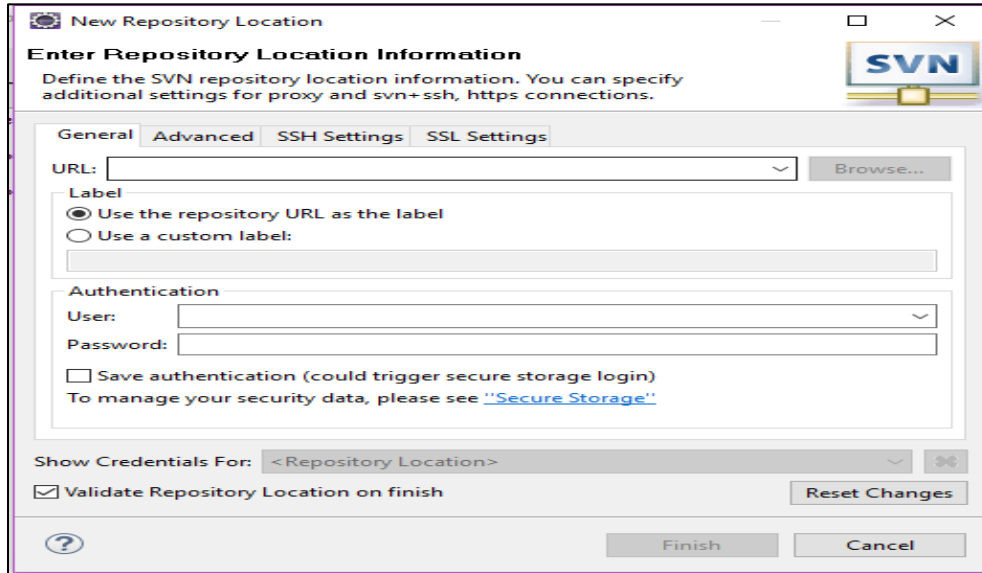 New Repository Location
Enter Repository Location Information
SVN
Define the SVN repository location information. You can specify
additional settings for proxy and svn+ssh, https connections.
General Advanced SSH Settings SSL Settings
URL: Browse...
Label
Use the repository URL as the label
Use a custom label:
Authentication
User:
Password:
Save authentication (could trigger secure storage login)
To manage your security data, please see "Secure Storage"
Show Credentials For: <Repository Location>
Validate Repository Location on finish Reset Changes
? Finish Cancel